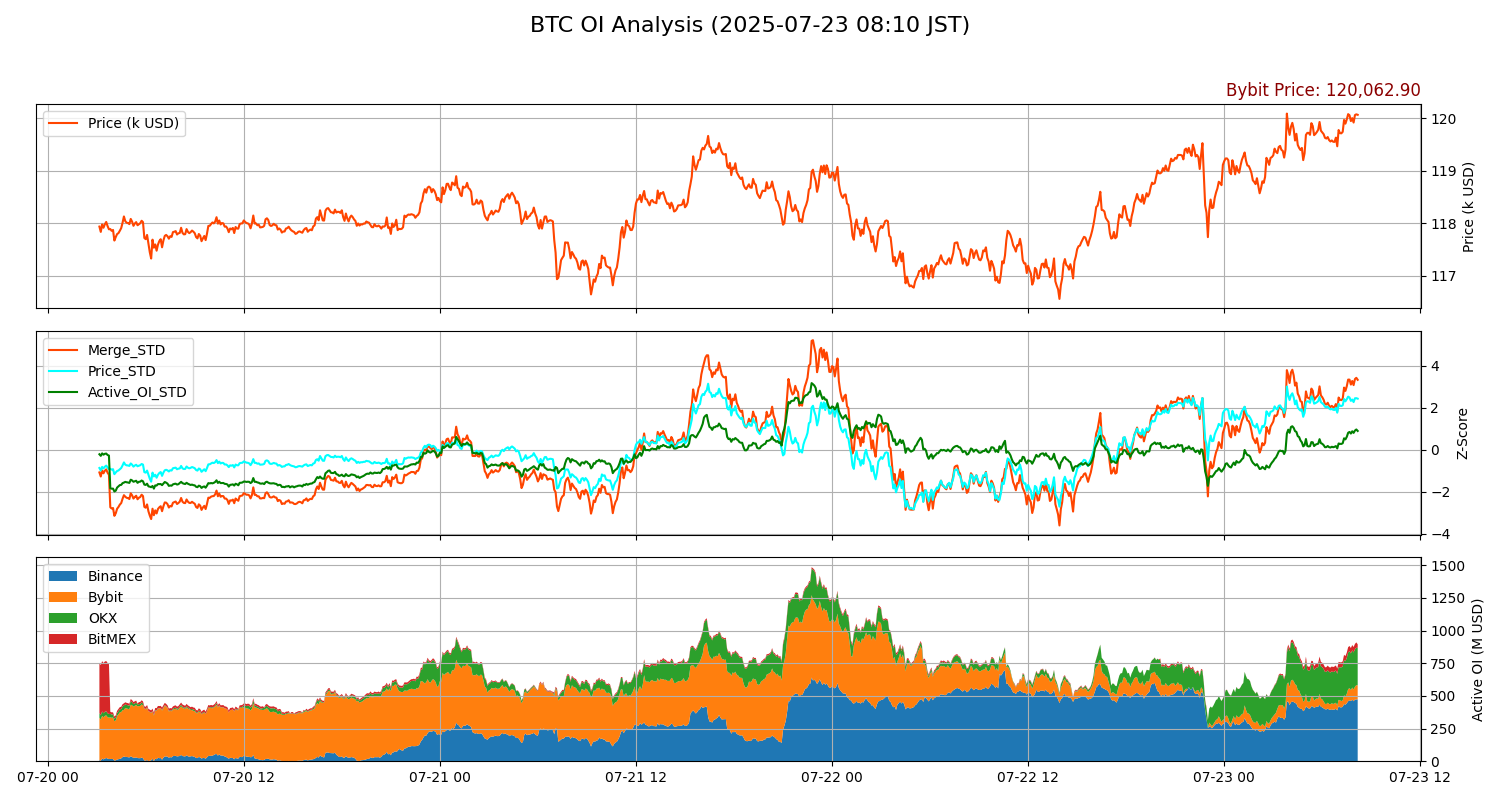 BTC OI Analysis (2025-07-23 08:10 JST)
Bybit Price: 120,062.90
Price (k USD)
120
119
118
117
Price (k USD)
Merge_STD
Price_STD
Active_OI_STD
4
2
0
−2
−4
Z-Score
Binance
Bybit
OKX
BitMEX
1500
1250
1000
750
500
250
0
Active OI (M USD)
07-20 00
07-20 12
07-21 00
07-21 12
07-22 00
07-22 12
07-23 00
07-23 12